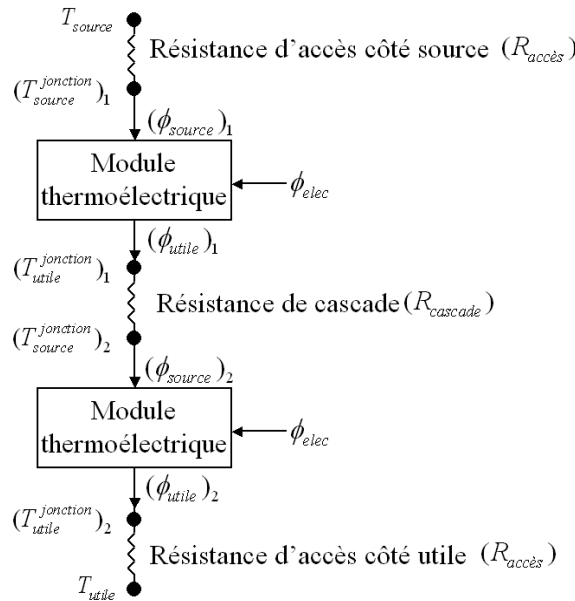 T_source
Résistance d'accès côté source (R_accès)
(T_source^jonction)_1
(ϕ_source)_1
Module
thermoélectrique
ϕ_elec
(ϕ_utile)_1
(T_utile^jonction)_1
Résistance de cascade (R_cascade)
(T_source^jonction)_2
(ϕ_source)_2
Module
thermoélectrique
ϕ_elec
(ϕ_utile)_2
(T_utile^jonction)_2
Résistance d'accès côté utile (R_accès)
T_utile